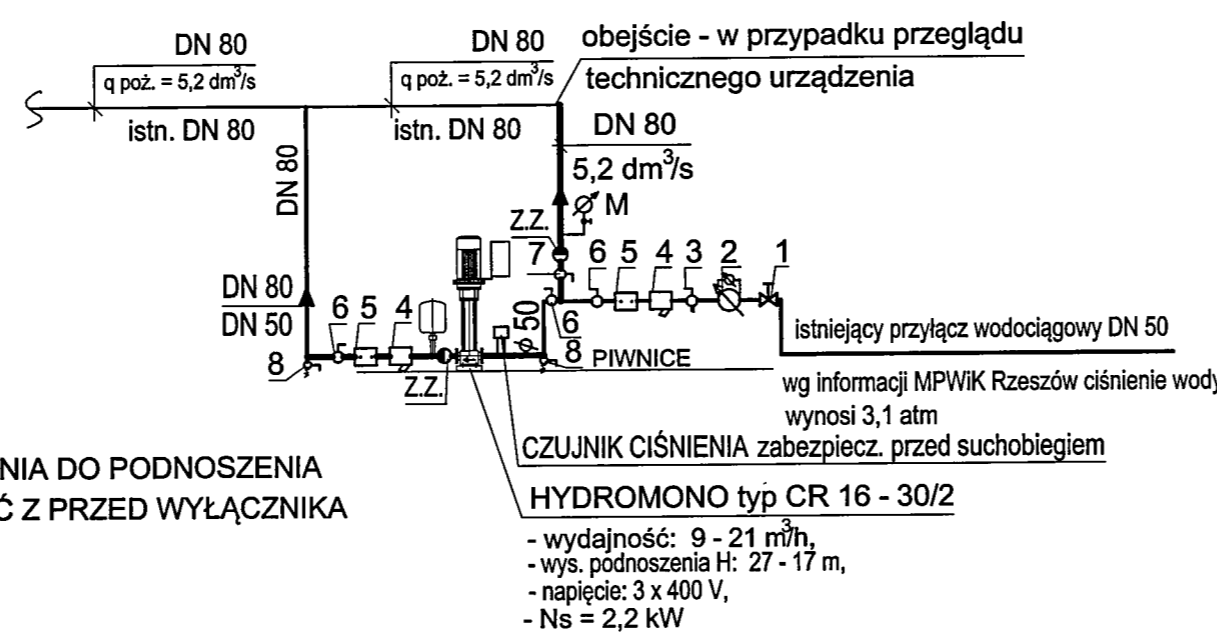 DN 80
q poż. = 5,2 dm³/s
istn. DN 80
DN 80
q poż. = 5,2 dm³/s
istn. DN 80
obejście - w przypadku przeglądu
technicznego urządzenia
DN 80
5,2 dm³/s
M
Z.Z.
7
6 5 4 3 2 1
DN 80
DN 80
DN 50
6 5 4
8
Z.Z.
ϕ 50
6
8
PIWNICE
istniejący przyłącz wodociągowy DN 50
wg informacji MPWiK Rzeszów ciśnienie wody
wynosi 3,1 atm
CZUJNIK CIŚNIENIA zabezpiecz. przed suchobiegiem
NIA DO PODNOSZENIA
Ć Z PRZED WYŁĄCZNIKA
HYDROMONO typ CR 16 - 30/2
- wydajność: 9 - 21 m³/h,
- wys. podnoszenia H: 27 - 17 m,
- napięcie: 3 x 400 V,
- Ns = 2,2 kW